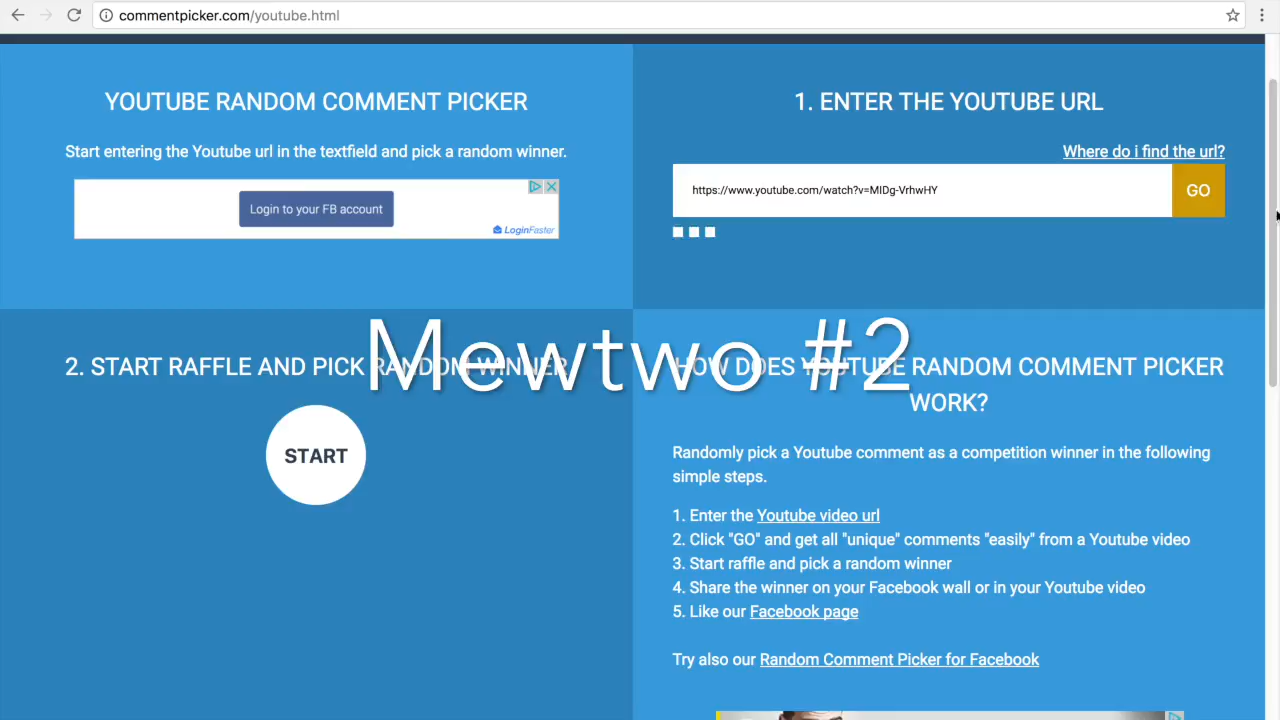 commentpicker.com/youtube.html
YOUTUBE RANDOM COMMENT PICKER
Start entering the Youtube url in the textfield and pick a random winner.
Login to your FB account
LoginFaster
1. ENTER THE YOUTUBE URL
Where do i find the url?
https://www.youtube.com/watch?v=MIDg-VrhwHY
GO
Mewtwo #2
2. START RAFFLE AND PICK RANDOM WINNER
START
HOW DOES YOUTUBE RANDOM COMMENT PICKER
WORK?
Randomly pick a Youtube comment as a competition winner in the following
simple steps.
1. Enter the Youtube video url
2. Click "GO" and get all "unique" comments "easily" from a Youtube video
3. Start raffle and pick a random winner
4. Share the winner on your Facebook wall or in your Youtube video
5. Like our Facebook page
Try also our Random Comment Picker for Facebook